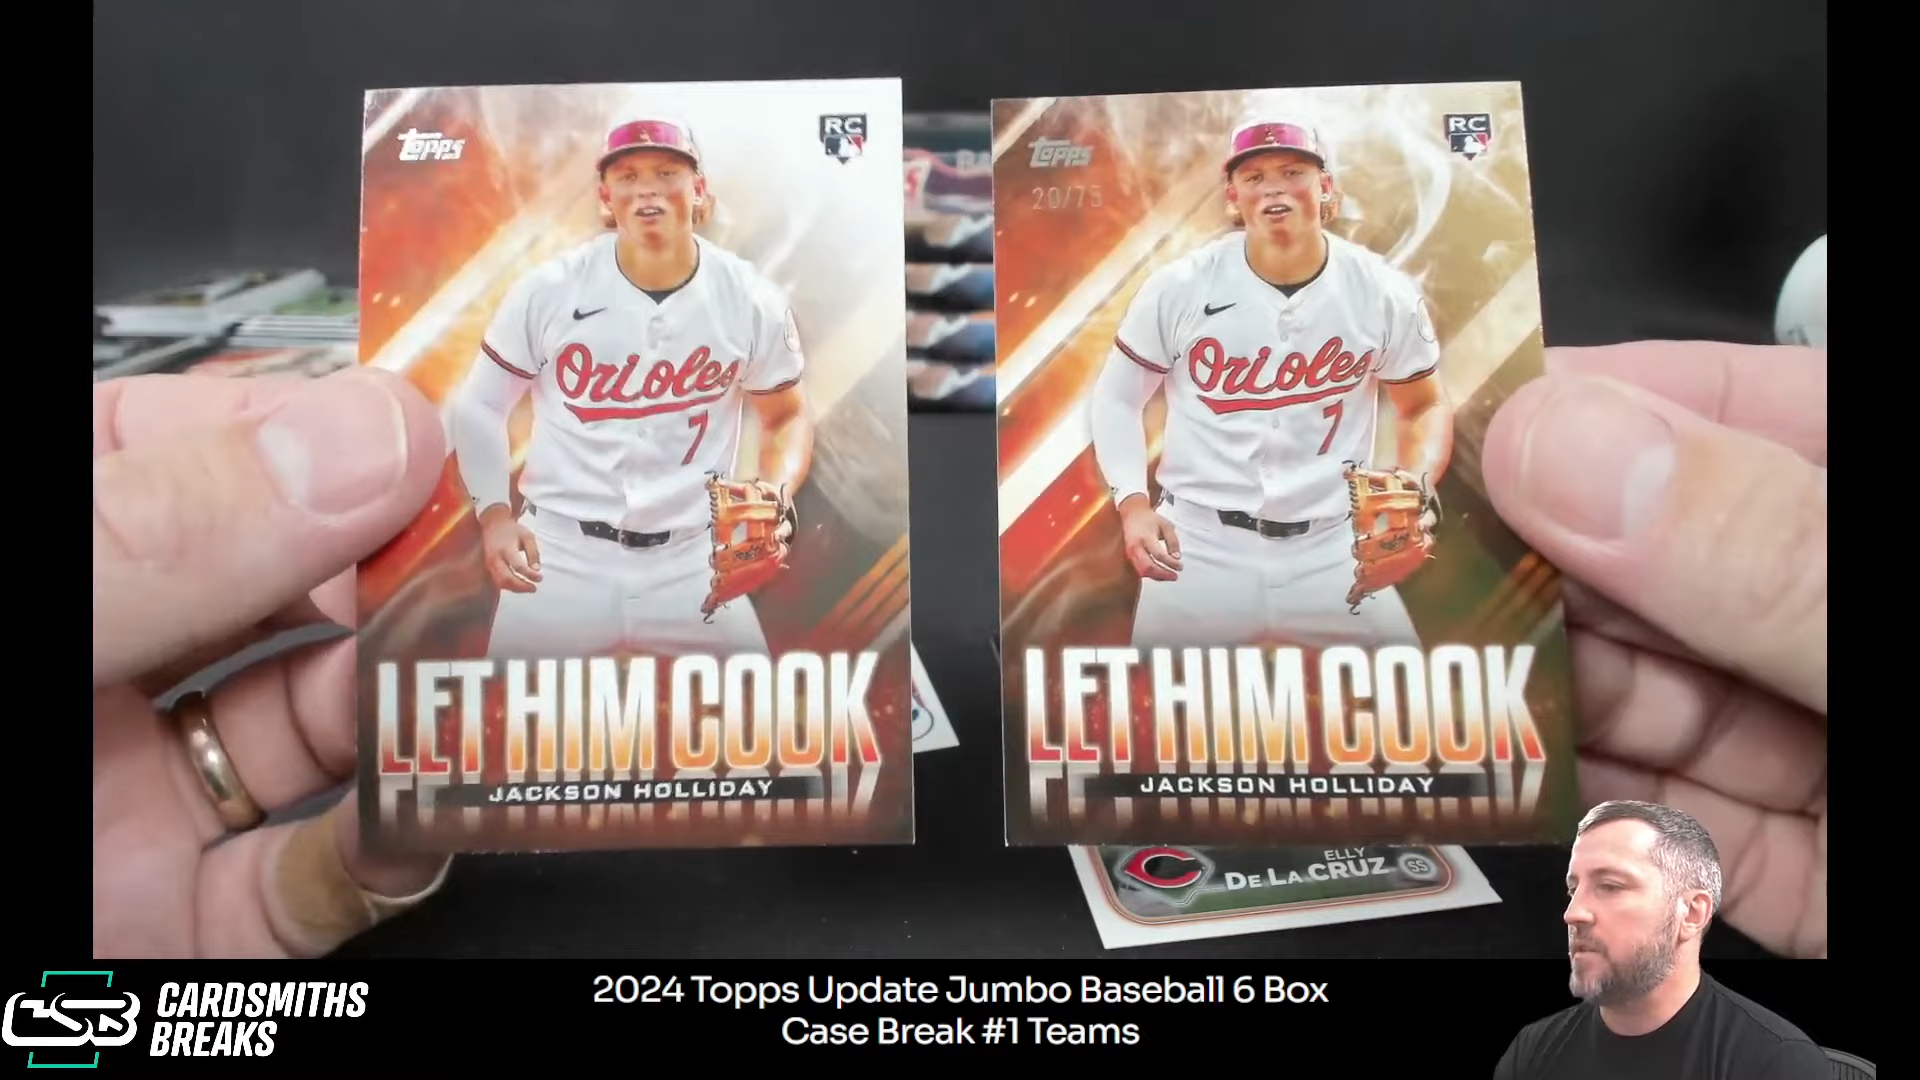 Topps
RC
Orioles
7
LET HIM COOK
JACKSON HOLLIDAY
Topps
20/75
RC
Orioles
7
LET HIM COOK
JACKSON HOLLIDAY
ELLY
DE LA CRUZ SS
CSB CARDSMITHS
BREAKS
2024 Topps Update Jumbo Baseball 6 Box
Case Break #1 Teams